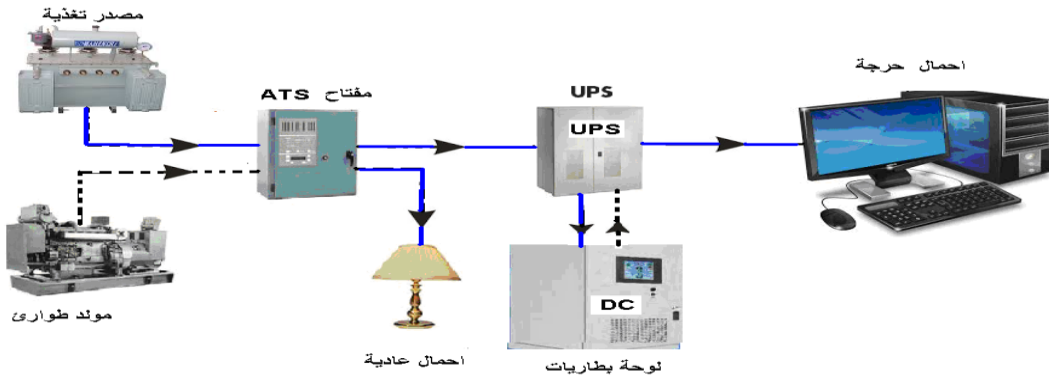 مصدر تغذية
مفتاح ATS
UPS
UPS
احمال حرجة
مولد طوارئ
احمال عادية
DC
لوحة بطاريات